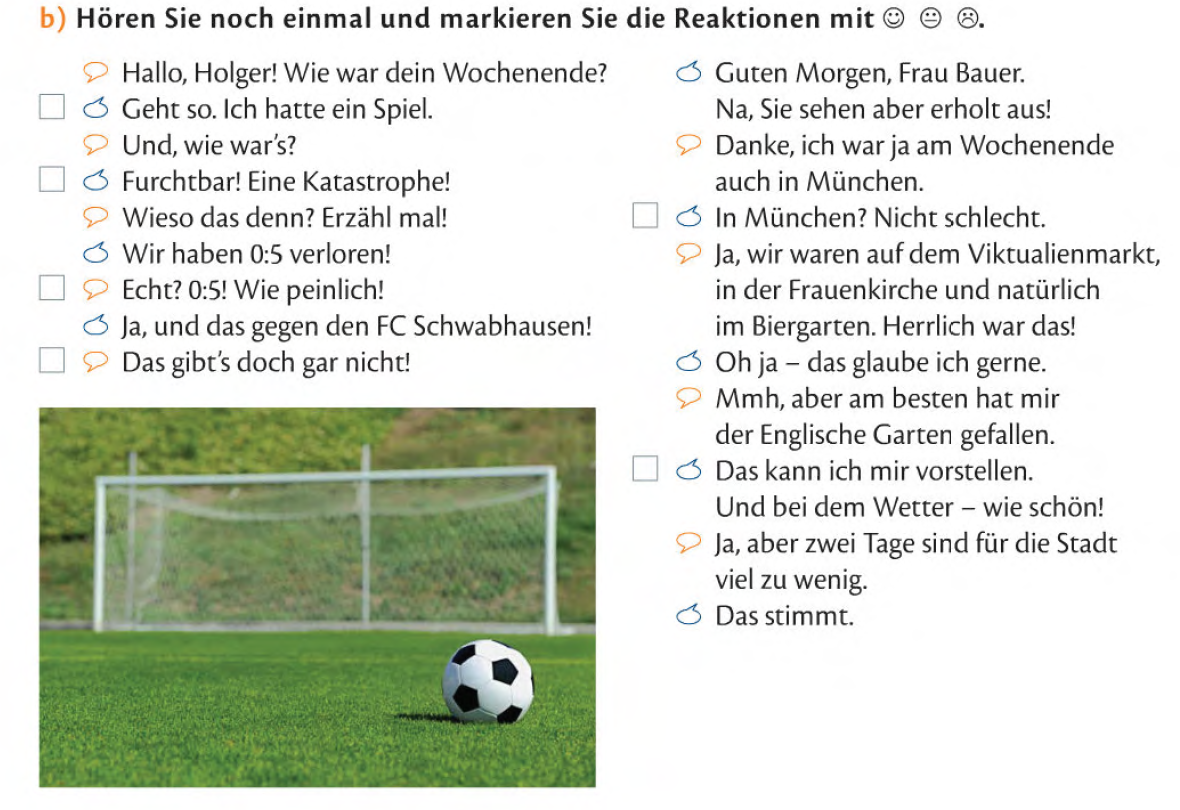 b) Hören Sie noch einmal und markieren Sie die Reaktionen mit ☺ 😐 ☹.
Hallo, Holger! Wie war dein Wochenende?
Geht so. Ich hatte ein Spiel.
Und, wie war’s?
Furchtbar! Eine Katastrophe!
Wieso das denn? Erzähl mal!
Wir haben 0:5 verloren!
Echt? 0:5! Wie peinlich!
Ja, und das gegen den FC Schwabhausen!
Das gibt’s doch gar nicht!
Guten Morgen, Frau Bauer.
Na, Sie sehen aber erholt aus!
Danke, ich war ja am Wochenende
auch in München.
In München? Nicht schlecht.
Ja, wir waren auf dem Viktualienmarkt,
in der Frauenkirche und natürlich
im Biergarten. Herrlich war das!
Oh ja – das glaube ich gerne.
Mmh, aber am besten hat mir
der Englische Garten gefallen.
Das kann ich mir vorstellen.
Und bei dem Wetter – wie schön!
Ja, aber zwei Tage sind für die Stadt
viel zu wenig.
Das stimmt.